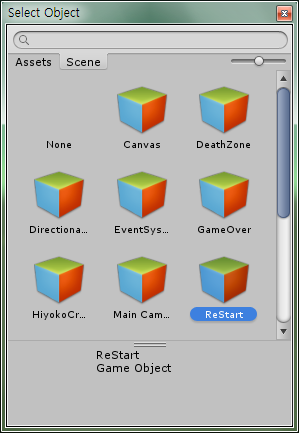 Select Object
Assets
Scene
None
Canvas
DeathZone
Directiona...
EventSys...
GameOver
HiyokoCr...
Main Cam...
ReStart
ReStart
Game Object